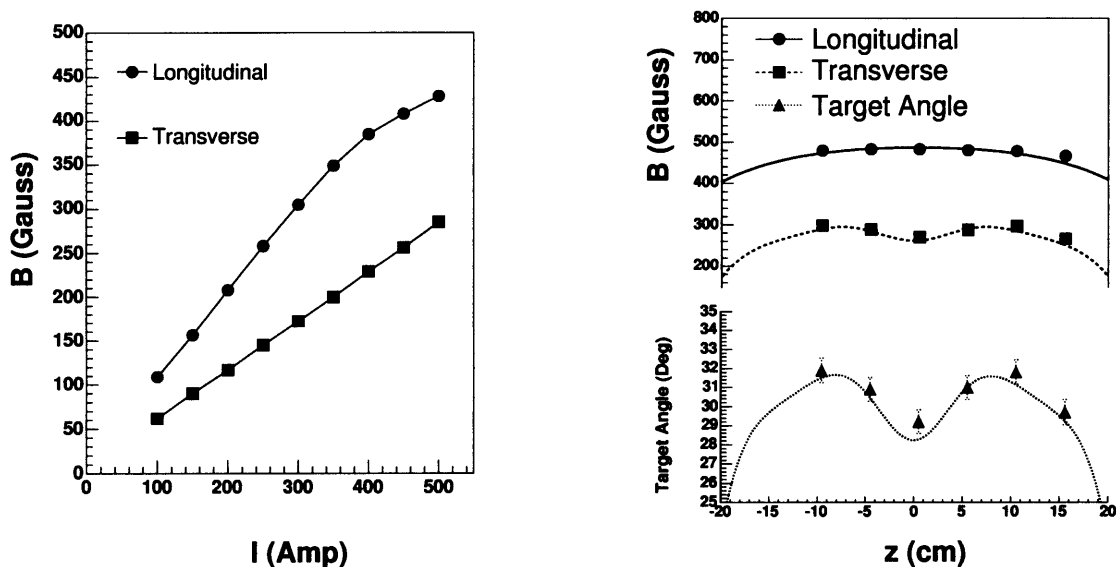 500
450
400
350
300
250
200
150
100
50
0
B (Gauss)
Longitudinal
Transverse
0 100 200 300 400 500
I (Amp)
800
700
600
500
400
300
200
B (Gauss)
Longitudinal
Transverse
Target Angle
35
34
33
32
31
30
29
28
27
26
25
Target Angle (Deg)
-20 -15 -10 -5 0 5 10 15 20
z (cm)